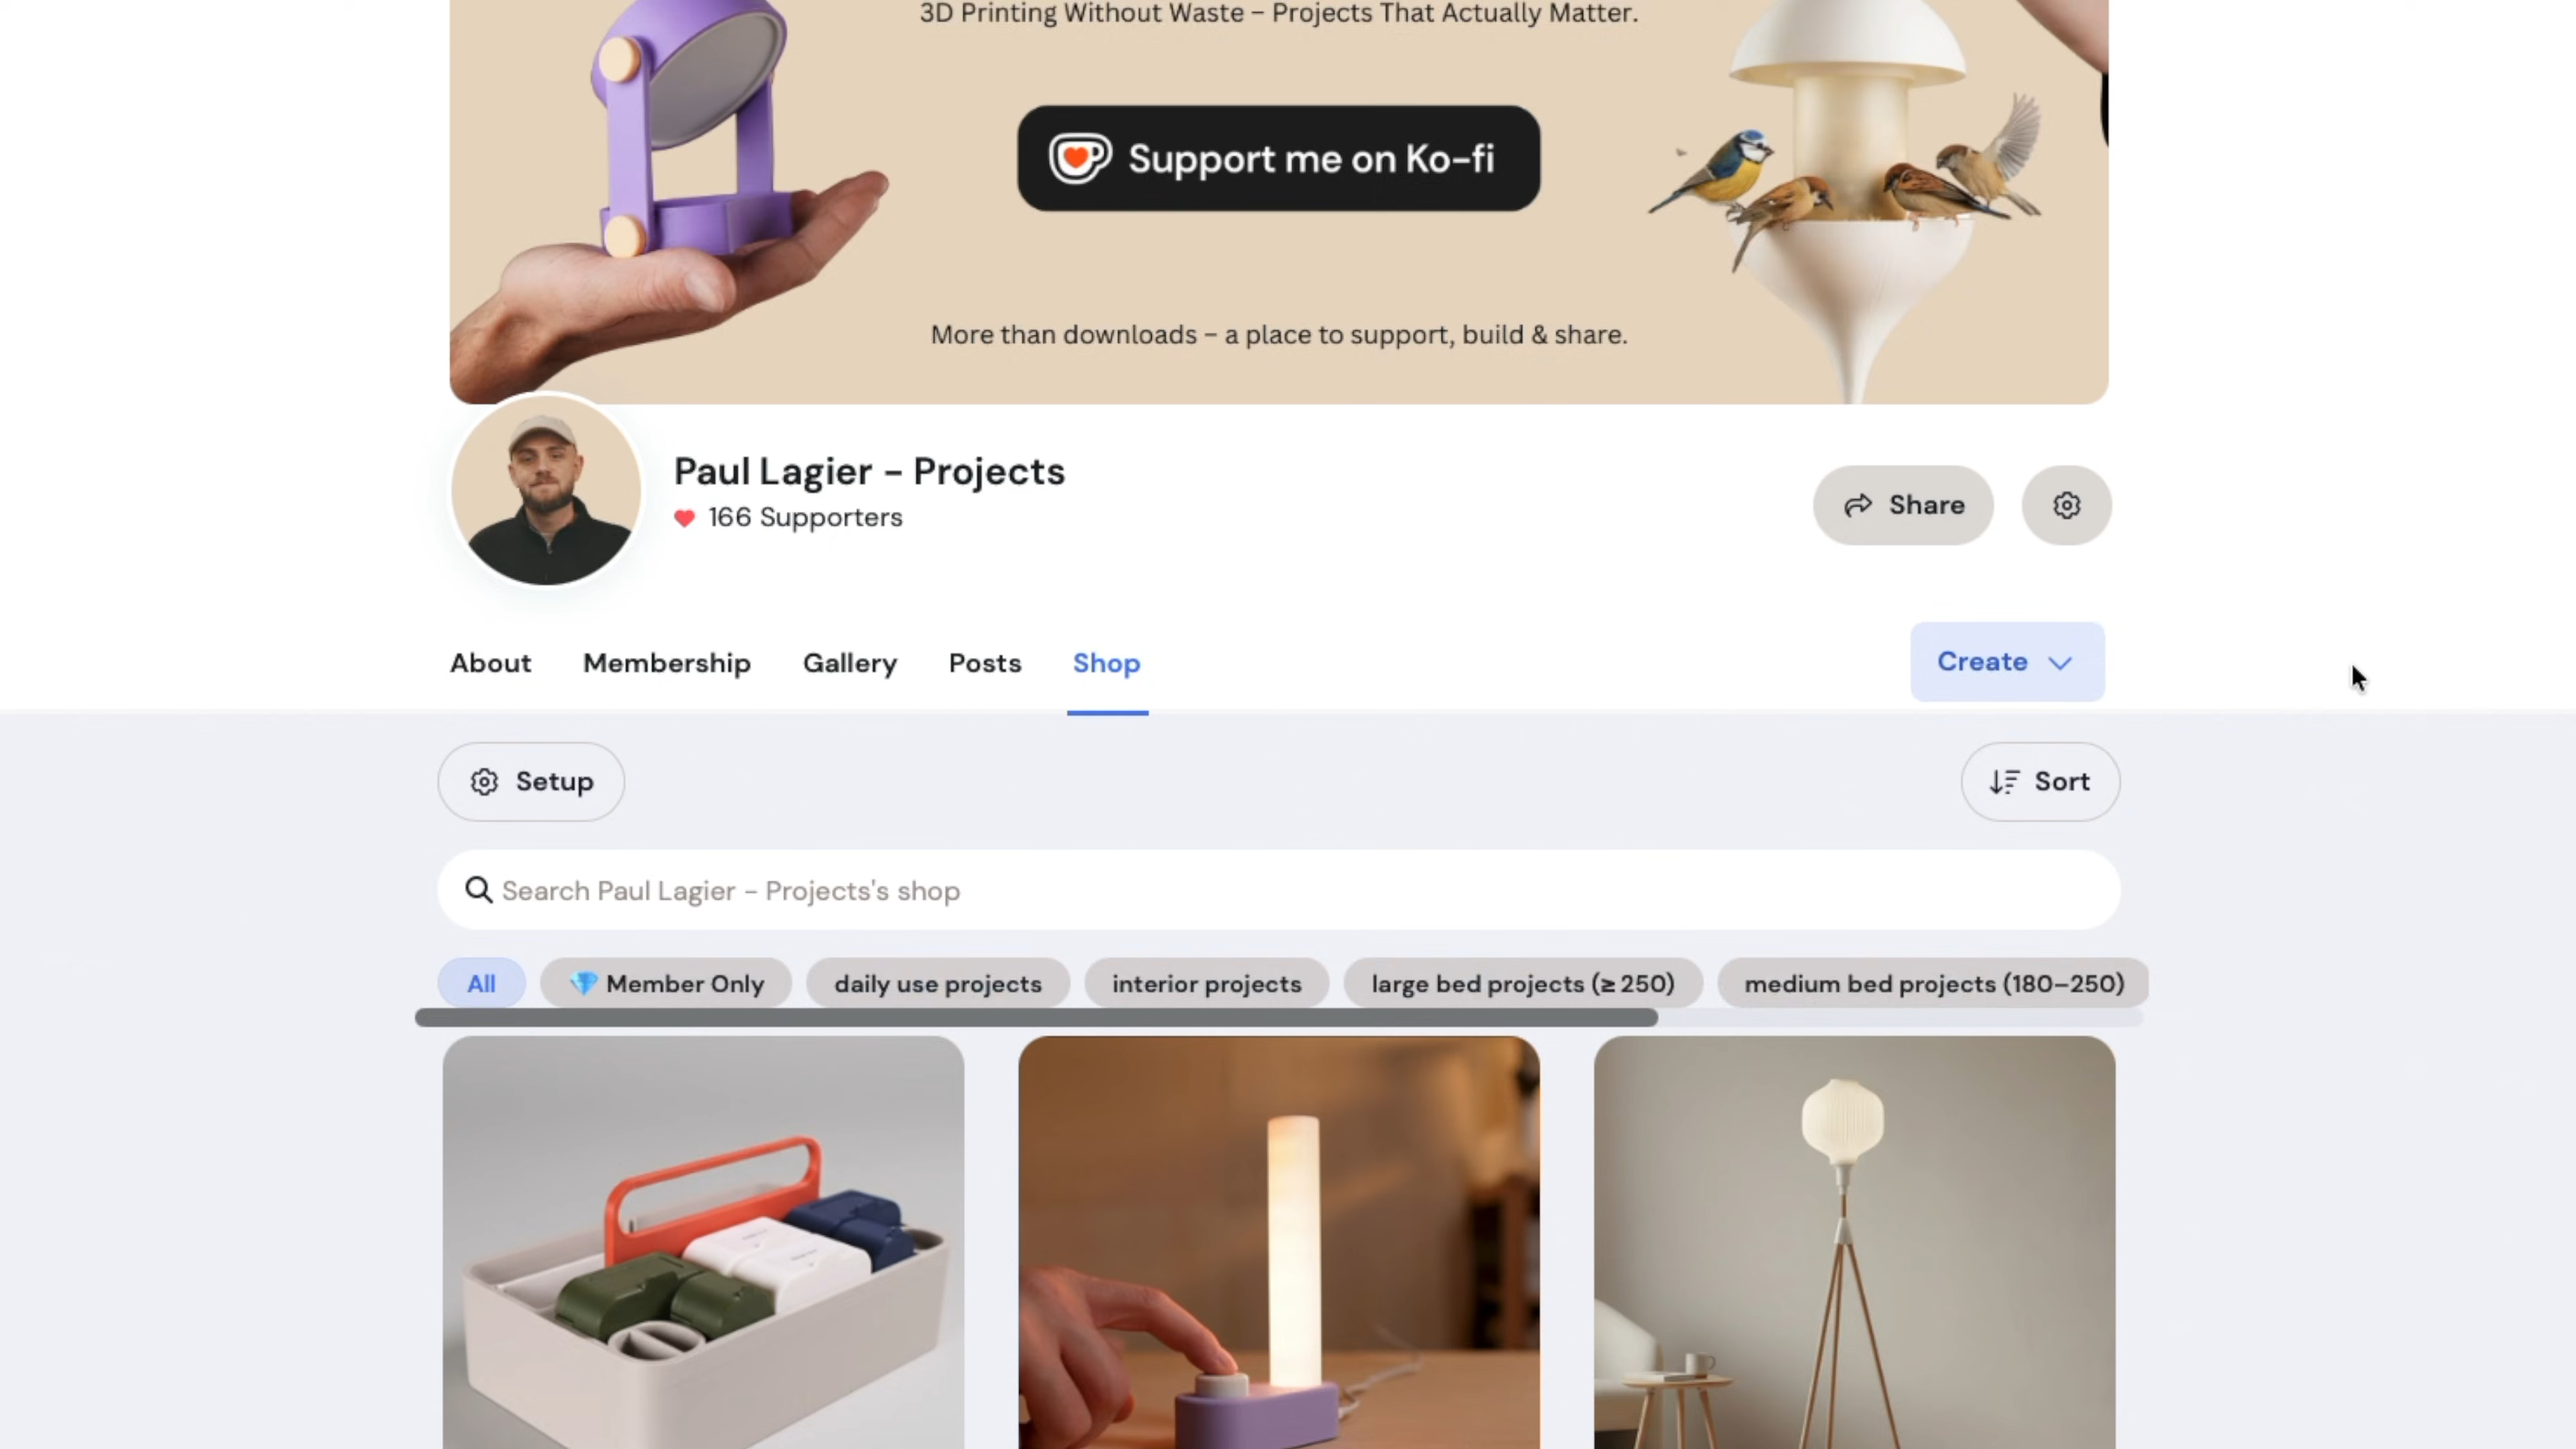 3D Printing Without Waste – Projects That Actually Matter.
Support me on Ko-fi
More than downloads – a place to support, build & share.
Paul Lagier – Projects
166 Supporters
Share
About Membership Gallery Posts Shop
Create
Setup
Sort
Search Paul Lagier – Projects's shop
All Member Only daily use projects interior projects large bed projects (≥ 250) medium bed projects (180–250)